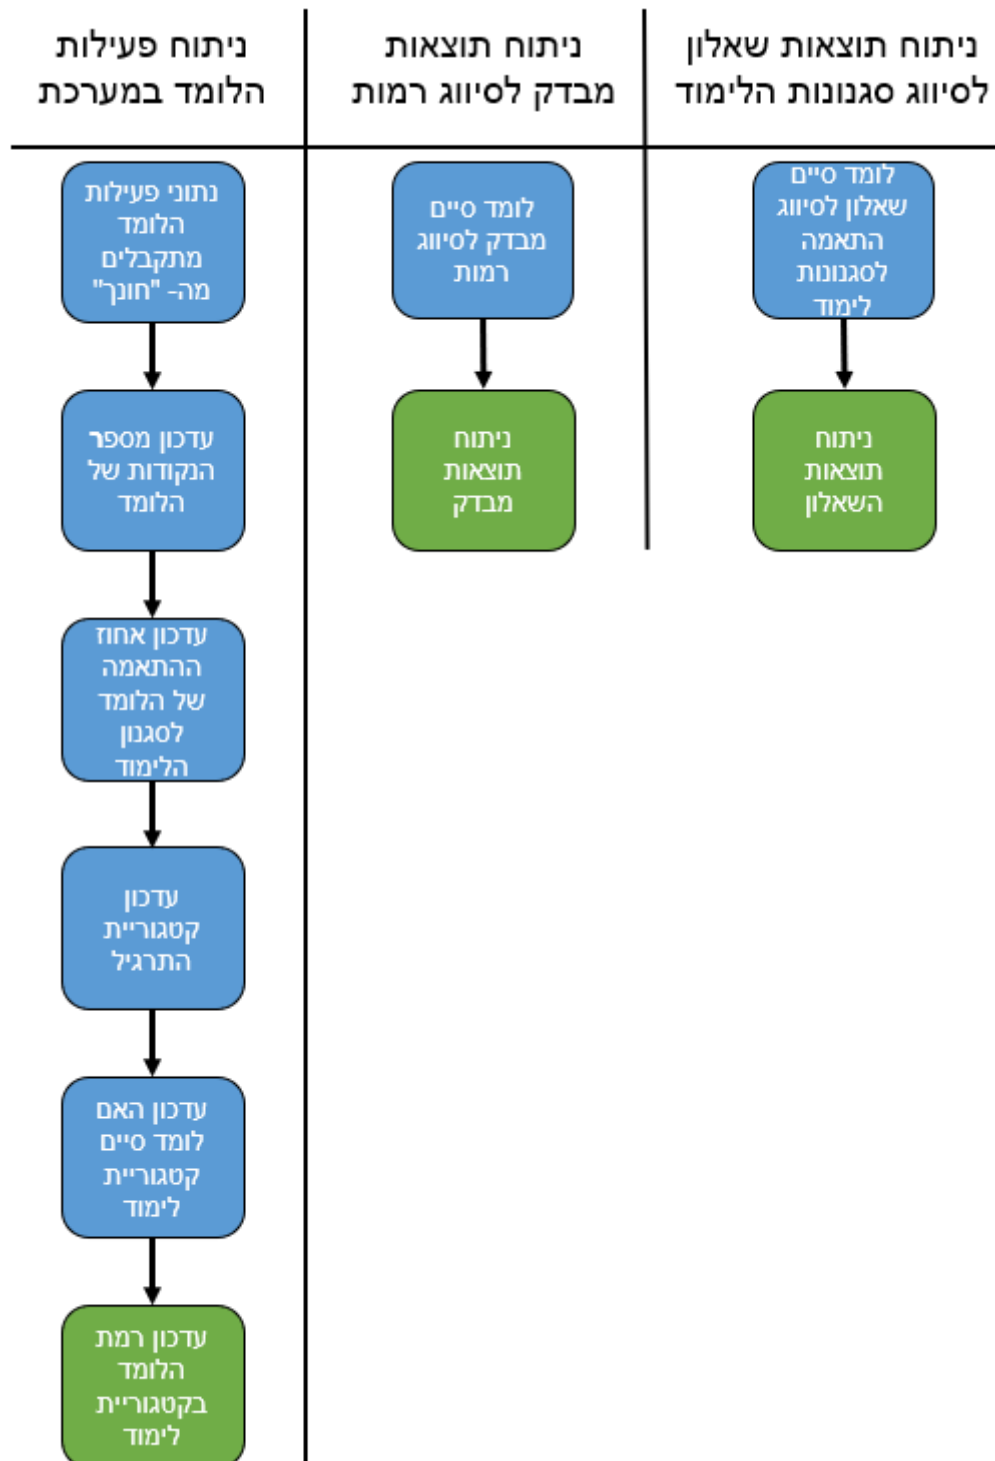 ניתוח תוצאות שאלון
לסיווג סגנונות הלימוד
לומד סיים
שאלון לסיווג
התאמה
לסגנונות
לימוד
ניתוח
תוצאות
השאלון
ניתוח תוצאות
מבדק לסיווג רמות
לומד סיים
מבדק לסיווג
רמות
ניתוח
תוצאות
מבדק
ניתוח פעילות
הלומד במערכת
נתוני פעילות
הלומד
מתקבלים
מה- "חונך"
עדכון מספר
הנקודות של
הלומד
עדכון אחוז
ההתאמה
של הלומד
לסגנון
הלימוד
עדכון
קטגוריית
התרגיל
עדכון האם
לומד סיים
קטגוריית
לימוד
עדכון רמת
הלומד
בקטגוריית
לימוד